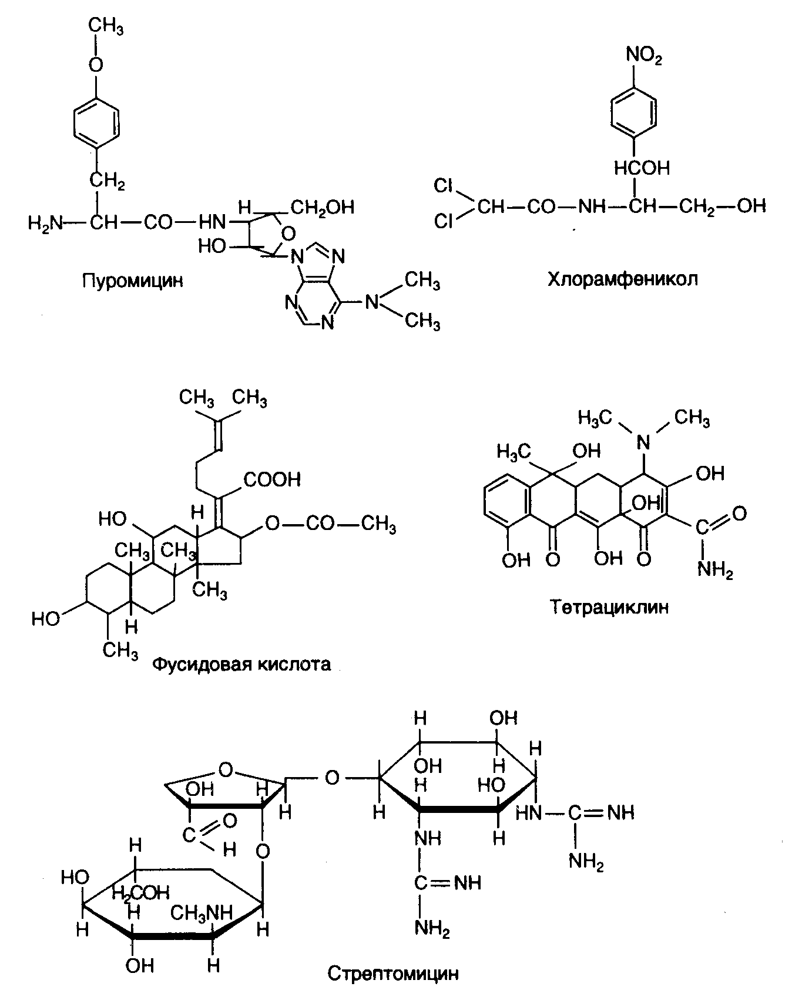 CH3
O
CH2
H2N—CH—CO—HN
H
CH2OH
O
HO
N
N
N
N
N
CH3
CH3
Пуромицин
NO2
HCOH
Cl
Cl
CH—CO—NH—CH—CH2—OH
Хлорамфеникол
CH3 CH3
COOH
H
HO
O—CO—CH3
CH3 CH3
CH3
HO
H
CH3
Фусидовая кислота
H3C CH3
N
H3C OH
OH
OH
O
C
OH O OH O
NH2
Тетрациклин
H OH
H
O
O
OH H
OH H
H HO
H H
HN—C=NH
C O
H
NH H
NH2
H
O
HO
H2COH
C=NH
H CH3NH
H H
NH2
OH H
Стрептомицин